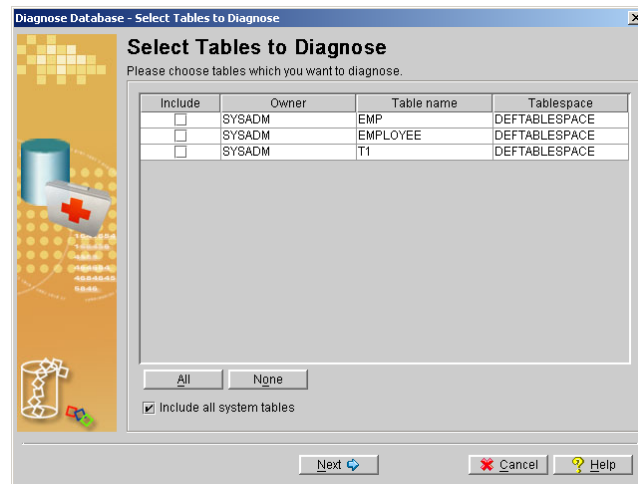 Diagnose Database - Select Tables to Diagnose
Select Tables to Diagnose
Please choose tables which you want to diagnose.
Include Owner Table name Tablespace
SYSADM EMP DEFTABLESPACE
SYSADM EMPLOYEE DEFTABLESPACE
SYSADM T1 DEFTABLESPACE
All None
Include all system tables
Next Cancel Help